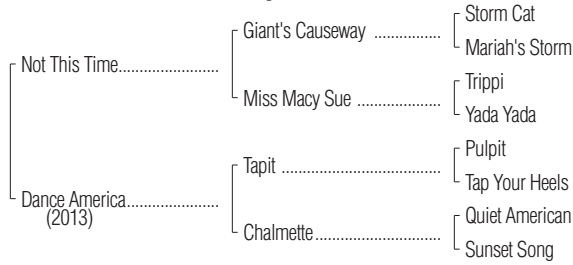 Storm Cat
Giant's Causeway ................
Mariah's Storm
Not This Time.......................
Trippi
Miss Macy Sue ....................
Yada Yada
Pulpit
Tapit ......................................
Tap Your Heels
Dance America.....................
(2013)
Quiet American
Chalmette..............................
Sunset Song